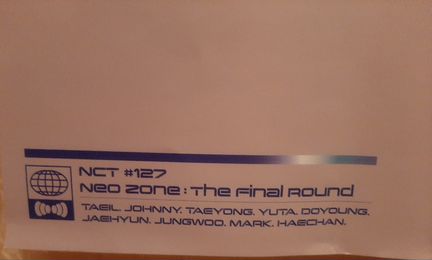 NCT #127
Neo Zone : The Final Round
TAEIL. JOHNNY. TAEYONG. YUTA. DOYOUNG.
JAEHYUN. JUNGWOO. MARK. HAECHAN.